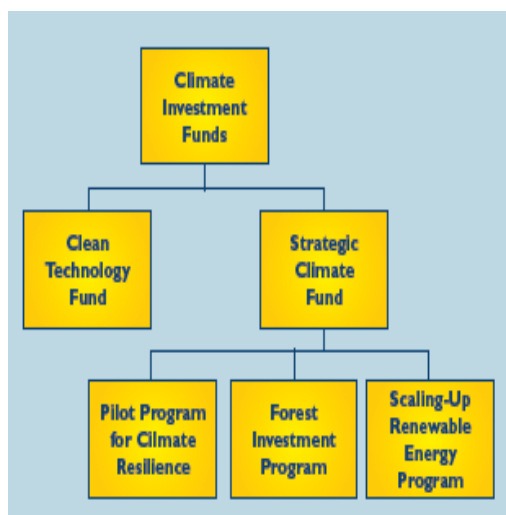 Climate
Investment
Funds
Clean
Technology
Fund
Strategic
Climate
Fund
Pilot Program
for Climate
Resilience
Forest
Investment
Program
Scaling-Up
Renewable
Energy
Program